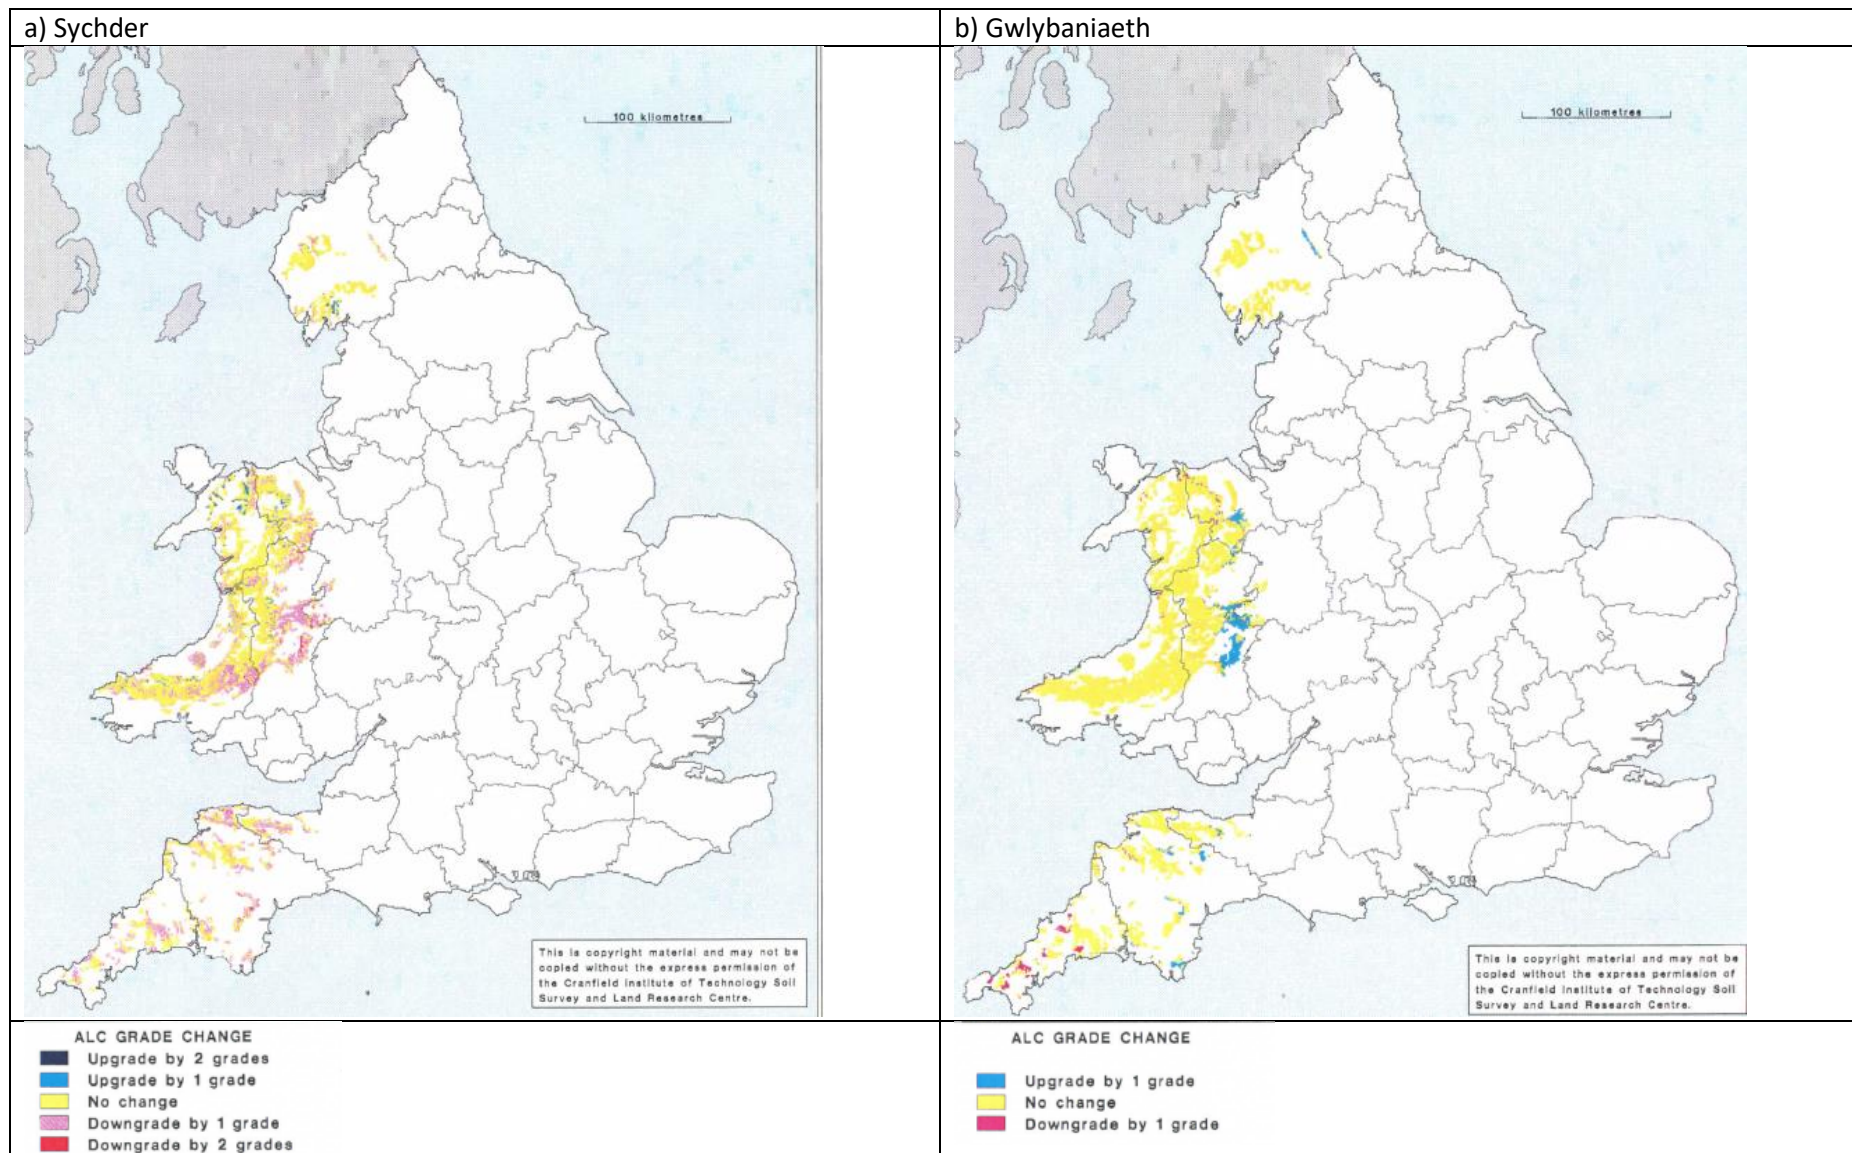 a) Sychder
b) Gwlybaniaeth
100 kilometres
100 kilometres
This is copyright material and may not be
copied without the express permission of
the Cranfield Institute of Technology Soil
Survey and Land Research Centre.
This is copyright material and may not be
copied without the express permission of
the Cranfield Institute of Technology Soil
Survey and Land Research Centre.
ALC GRADE CHANGE
Upgrade by 2 grades
Upgrade by 1 grade
No change
Downgrade by 1 grade
Downgrade by 2 grades
ALC GRADE CHANGE
Upgrade by 1 grade
No change
Downgrade by 1 grade